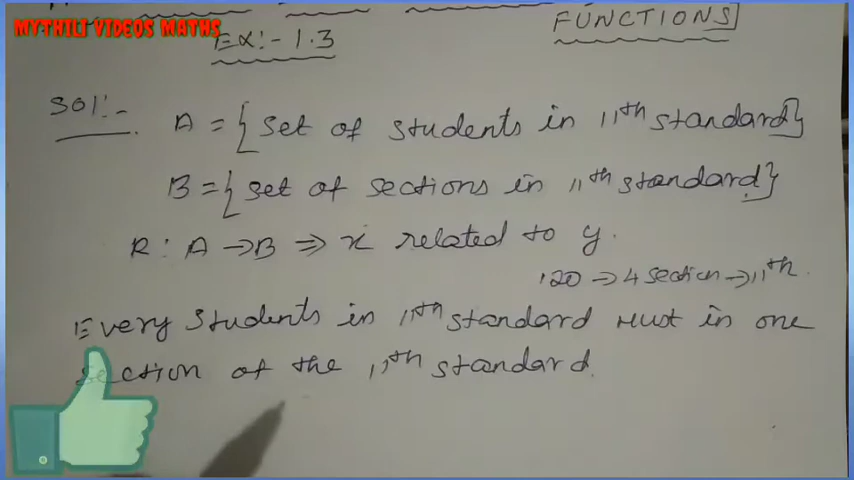 MYTHILI VIDEOS MATHS
FUNCTIONS]
Ex:- 1.3
Sol:-
A = {set of students in 11th standard}
B = {set of sections in 11th standard}
R : A → B ⇒ x related to y.
120 → 4 section → 11th
Every students in 11th standard must in one
section of the 11th standard.